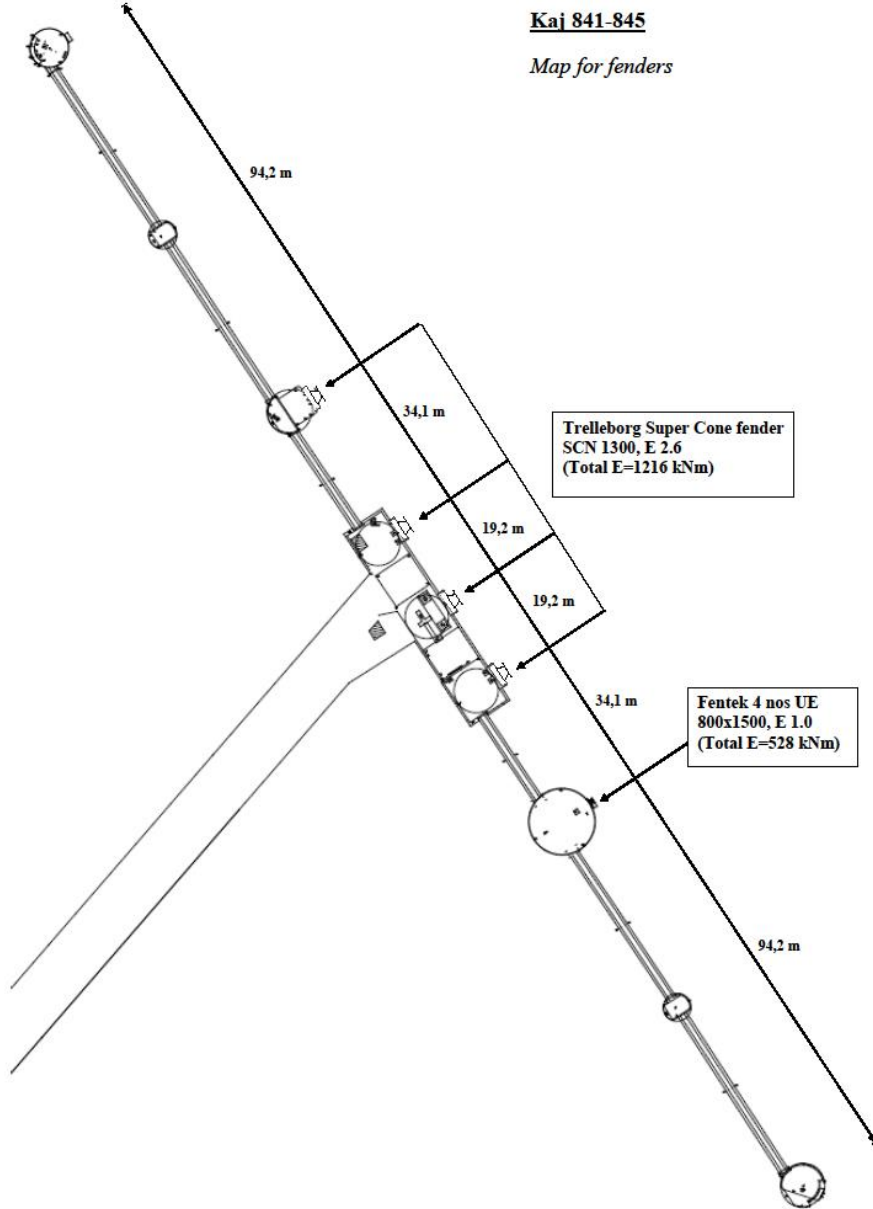 Kaj 841-845
Map for fenders
94,2 m
34,1 m
Trelleborg Super Cone fender
SCN 1300, E 2.6
(Total E=1216 kNm)
19,2 m
19,2 m
34,1 m
Fentek 4 nos UE
800x1500, E 1.0
(Total E=528 kNm)
94,2 m